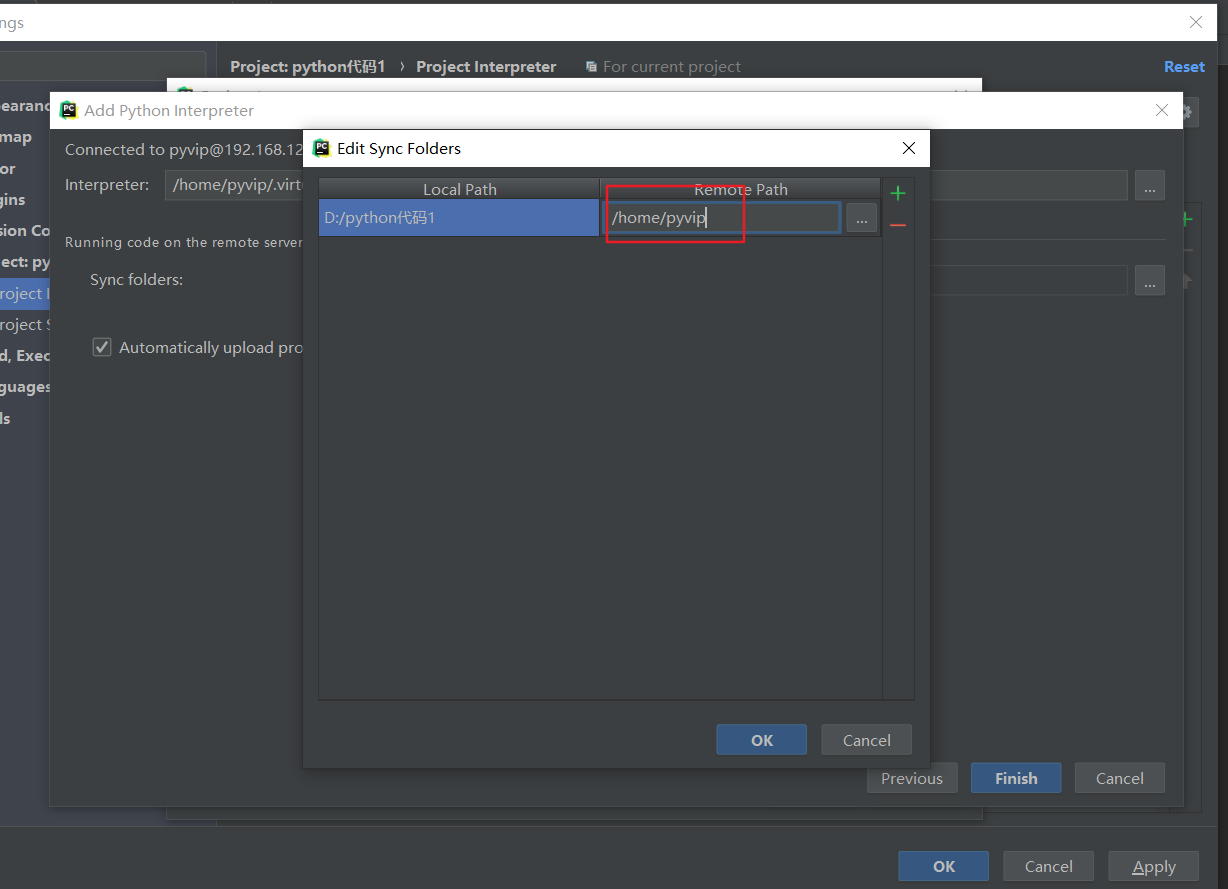 ngs
Project: python代码1 › Project Interpreter For current project Reset
earanc
Add Python Interpreter
map
Connected to pyvip@192.168.12
Edit Sync Folders
or
Interpreter: /home/pyvip/.virtu ...
Local Path Remote Path
gins
D:/python代码1 /home/pyvip ...
sion Co
Running code on the remote server
ect: py
Sync folders: ...
roject I
roject S
d, Exec
Automatically upload pro
guages
ls
OK Cancel
Previous Finish Cancel
OK Cancel Apply